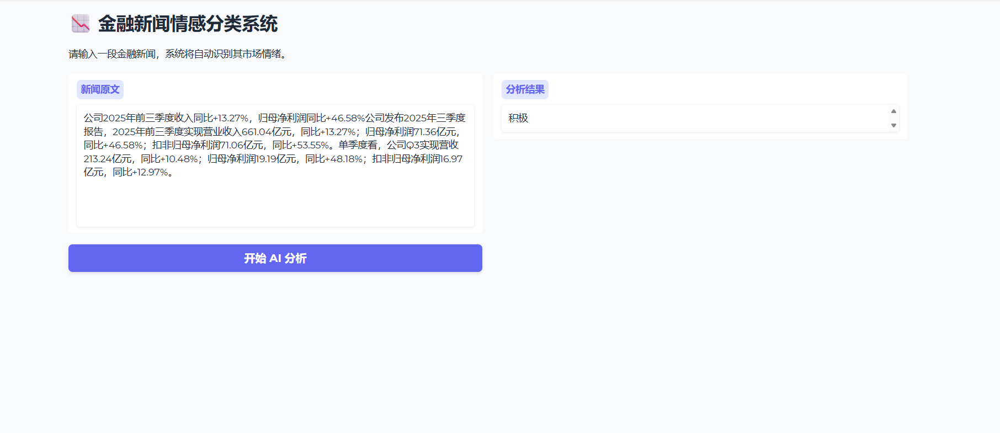 金融新闻情感分类系统
请输入一段金融新闻，系统将自动识别其市场情绪。
新闻原文
公司2025年前三季度收入同比+13.27%，归母净利润同比+46.58%公司发布2025年三季度
报告，2025年前三季度实现营业收入661.04亿元，同比+13.27%；归母净利润71.36亿元，
同比+46.58%；扣非归母净利润71.06亿元，同比+53.55%。单季度看，公司Q3实现营收
213.24亿元，同比+10.48%；归母净利润19.19亿元，同比+48.18%；扣非归母净利润16.97
亿元，同比+12.97%。
开始 AI 分析
分析结果
积极